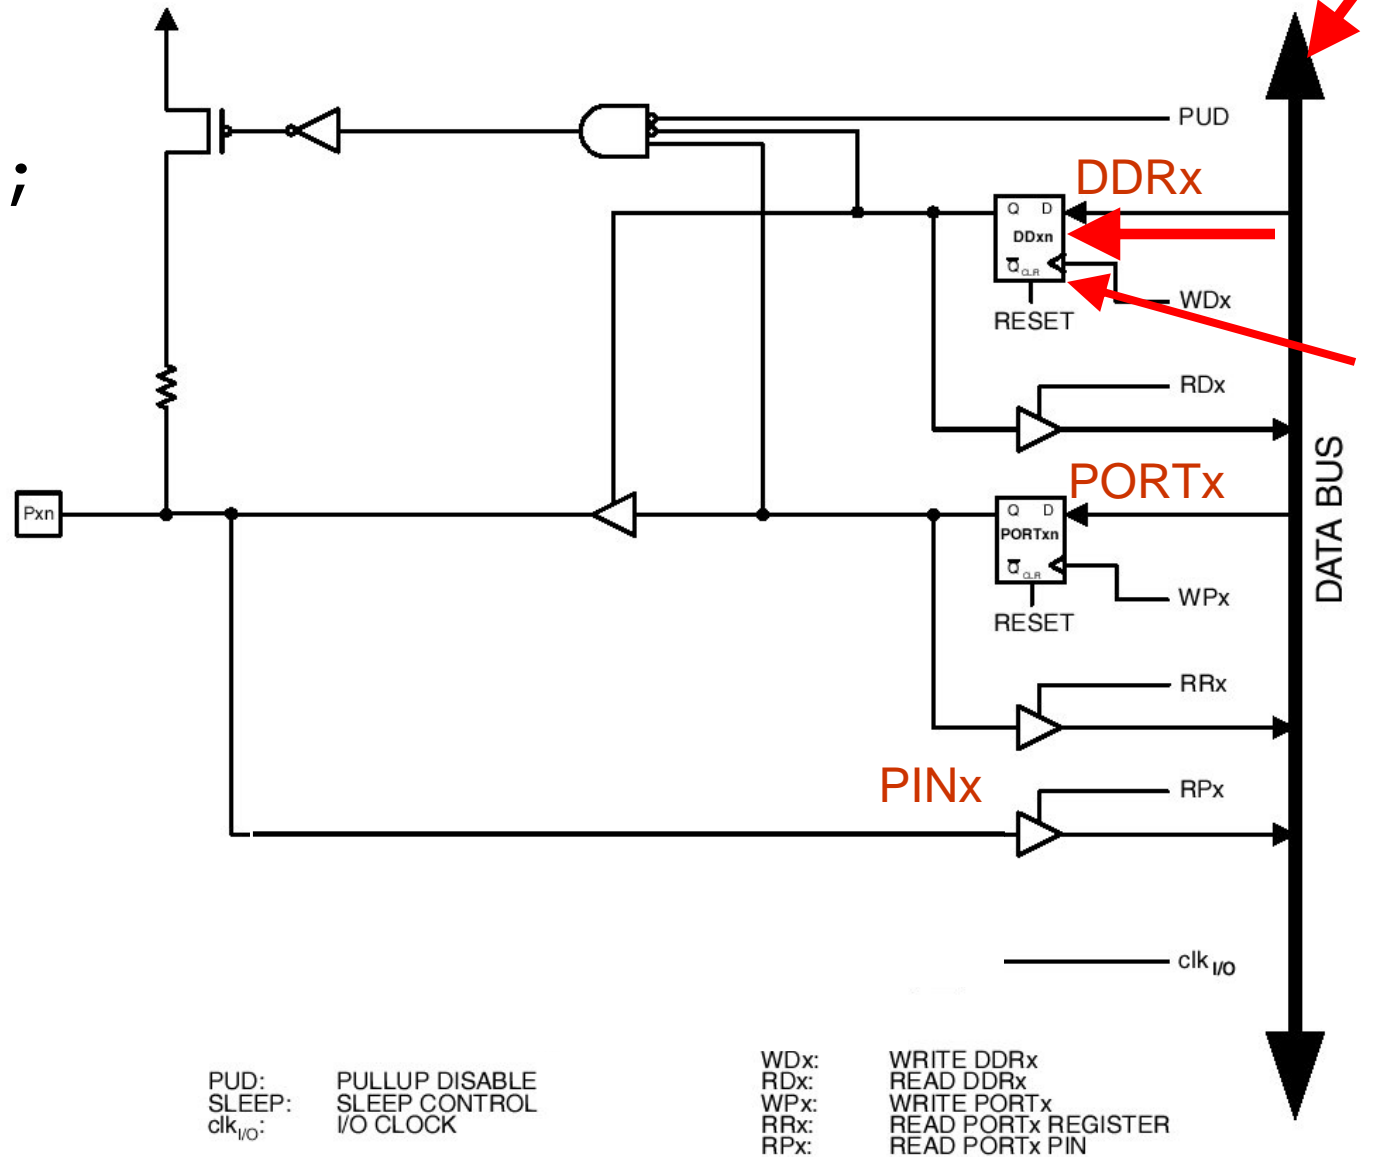 PUD
;
DDRx
Q D
DDxn
Q CLR
WDx
RESET
RDx
PORTx
DATA BUS
Pxn
Q D
PORTxn
Q CLR
WPx
RESET
RRx
PINx
RPx
clk I/O
PUD: PULLUP DISABLE
SLEEP: SLEEP CONTROL
clk I/O: I/O CLOCK
WDx: WRITE DDRx
RDx: READ DDRx
WPx: WRITE PORTx
RRx: READ PORTx REGISTER
RPx: READ PORTx PIN